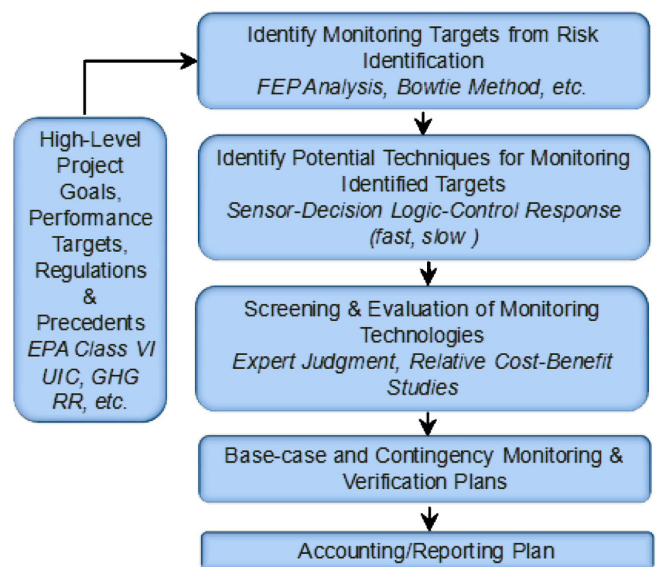 Identify Monitoring Targets from Risk
Identification
FEP Analysis, Bowtie Method, etc.
High-Level
Project
Goals,
Performance
Targets,
Regulations
&
Precedents
EPA Class VI
UIC, GHG
RR, etc.
Identify Potential Techniques for Monitoring
Identified Targets
Sensor-Decision Logic-Control Response
(fast, slow )
Screening & Evaluation of Monitoring
Technologies
Expert Judgment, Relative Cost-Benefit
Studies
Base-case and Contingency Monitoring &
Verification Plans
Accounting/Reporting Plan